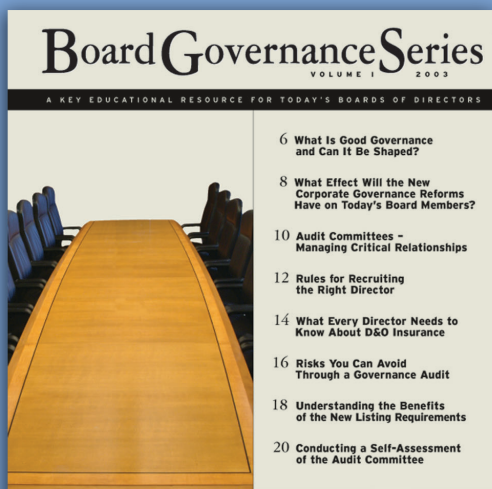 Board Governance Series
VOLUME I 2003
A KEY EDUCATIONAL RESOURCE FOR TODAY'S BOARDS OF DIRECTORS
6 What Is Good Governance
and Can It Be Shaped?
8 What Effect Will the New
Corporate Governance Reforms
Have on Today's Board Members?
10 Audit Committees –
Managing Critical Relationships
12 Rules for Recruiting
the Right Director
14 What Every Director Needs to
Know About D&O Insurance
16 Risks You Can Avoid
Through a Governance Audit
18 Understanding the Benefits
of the New Listing Requirements
20 Conducting a Self-Assessment
of the Audit Committee